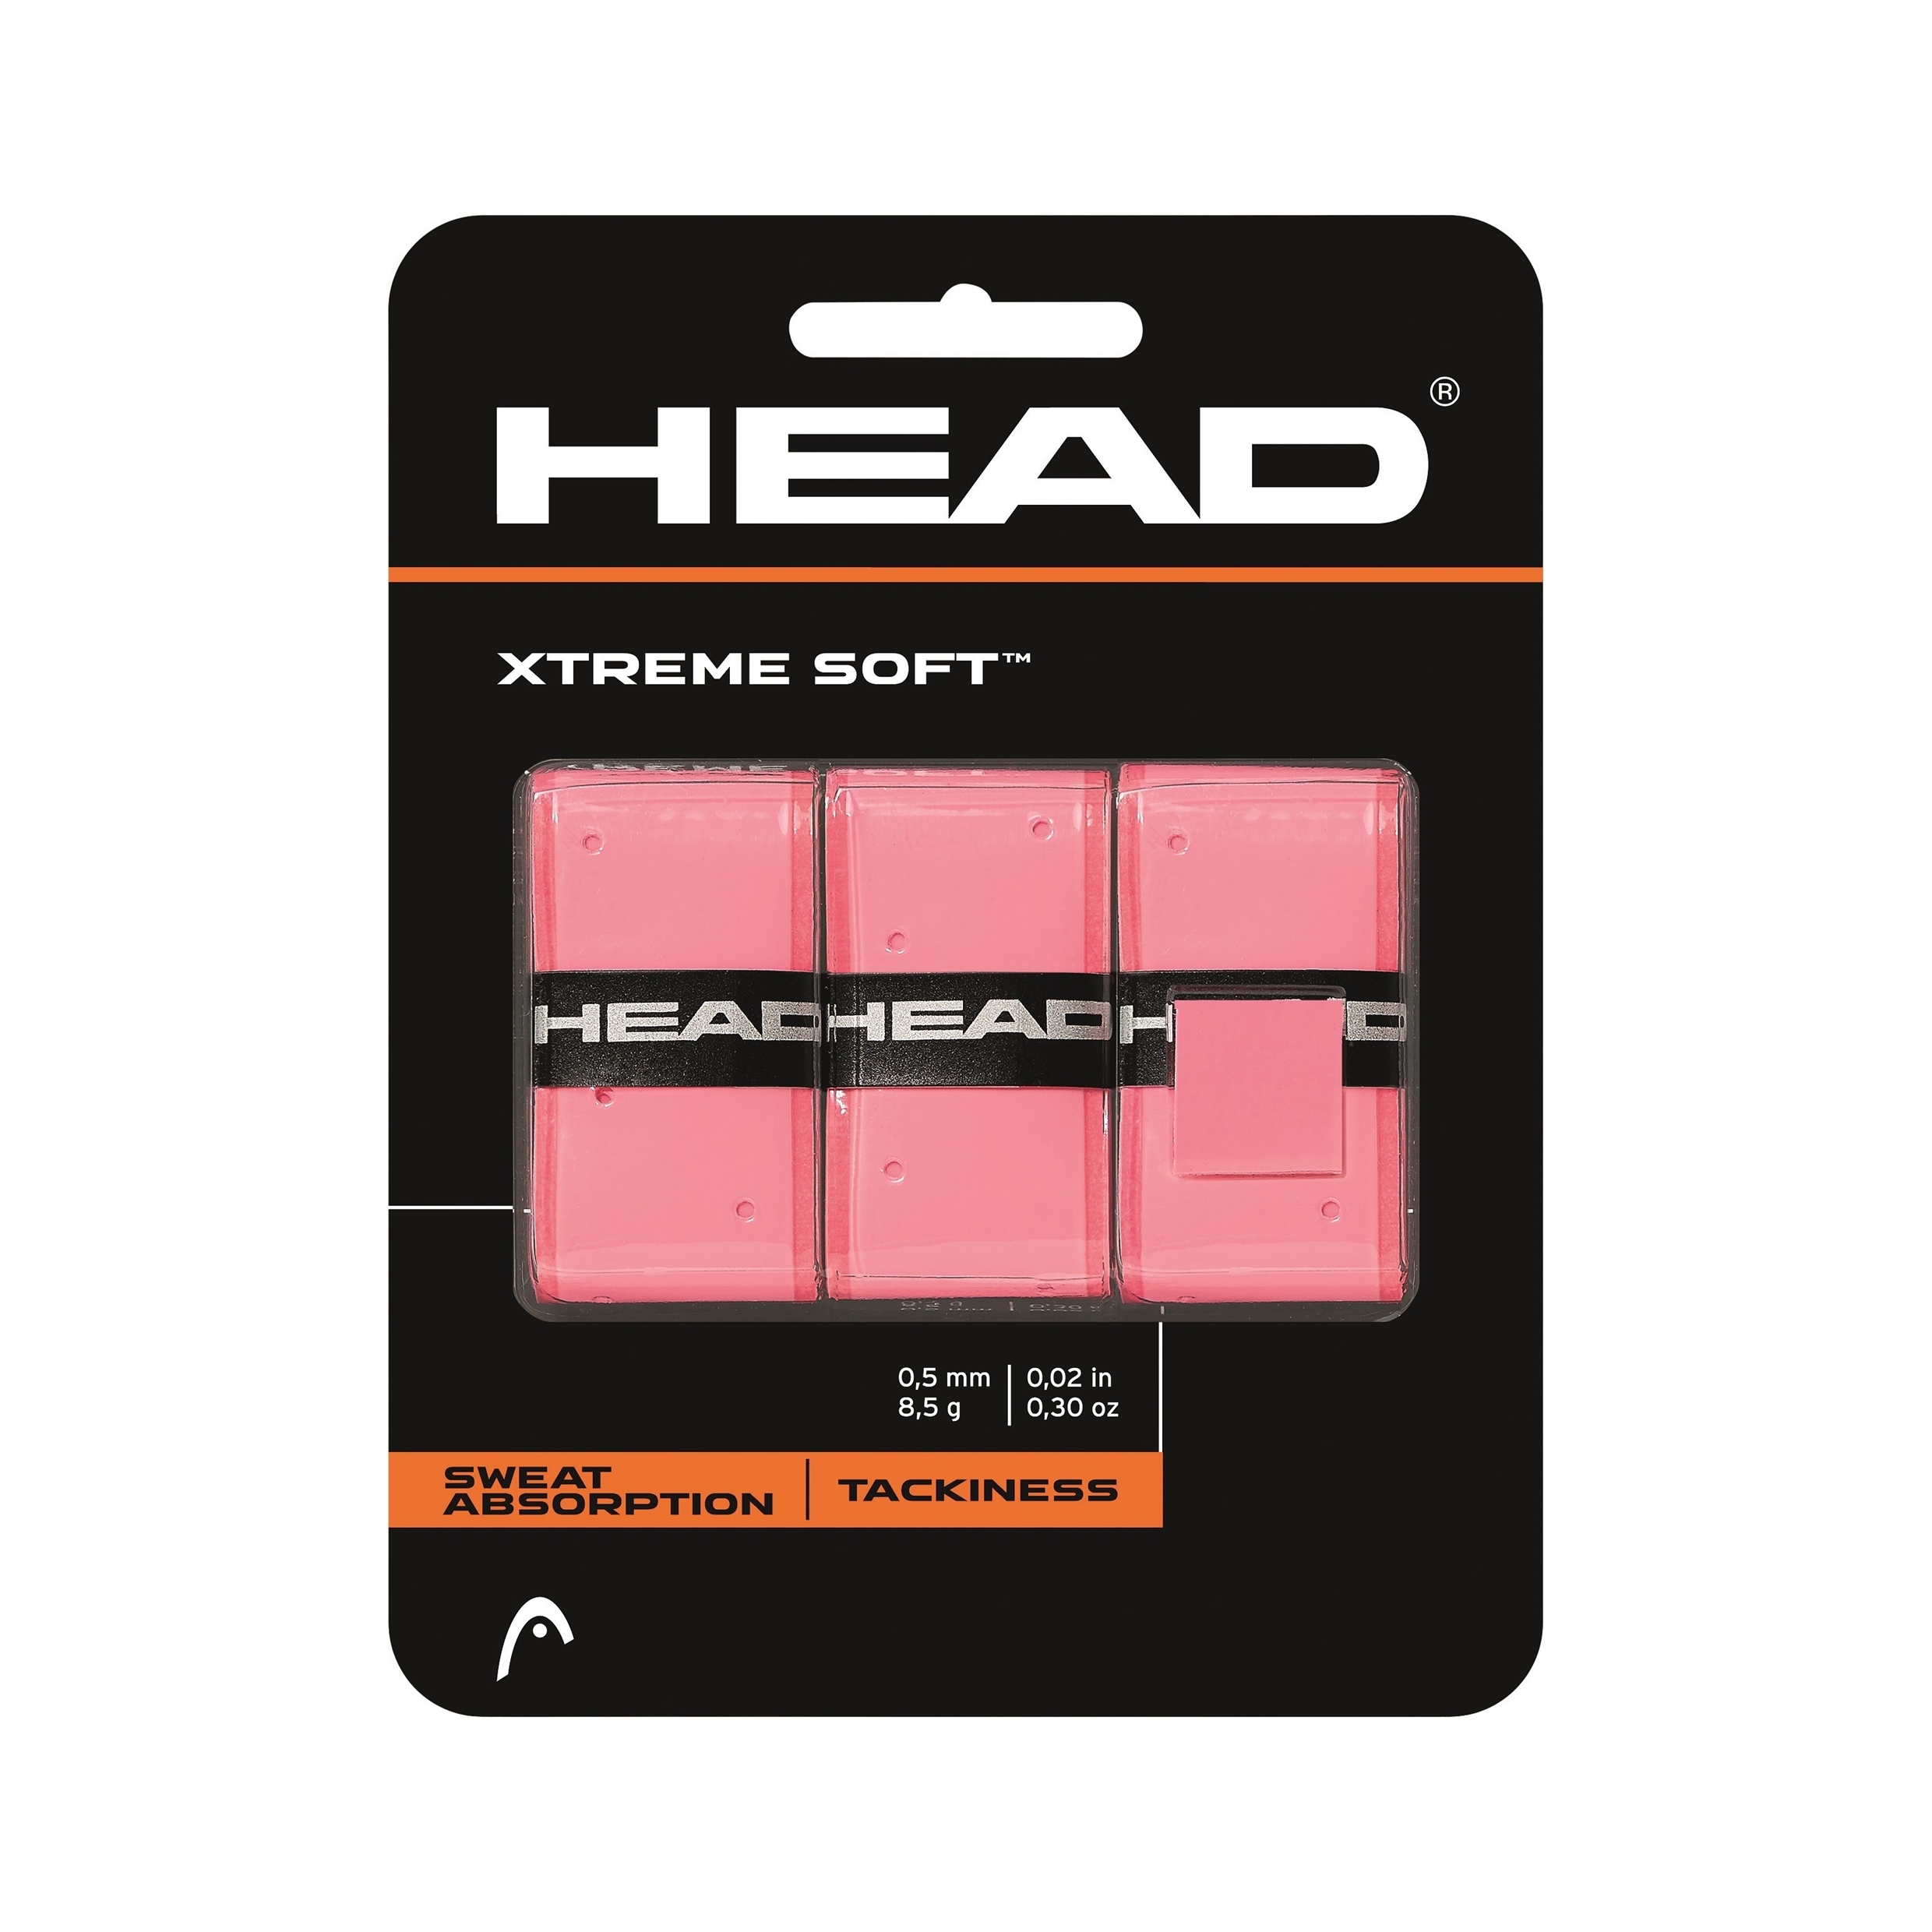 HEAD®
XTREME SOFT™
HEAD HEAD H D
0,5 mm | 0,02 in
8,5 g | 0,30 oz
SWEAT
ABSORPTION | TACKINESS